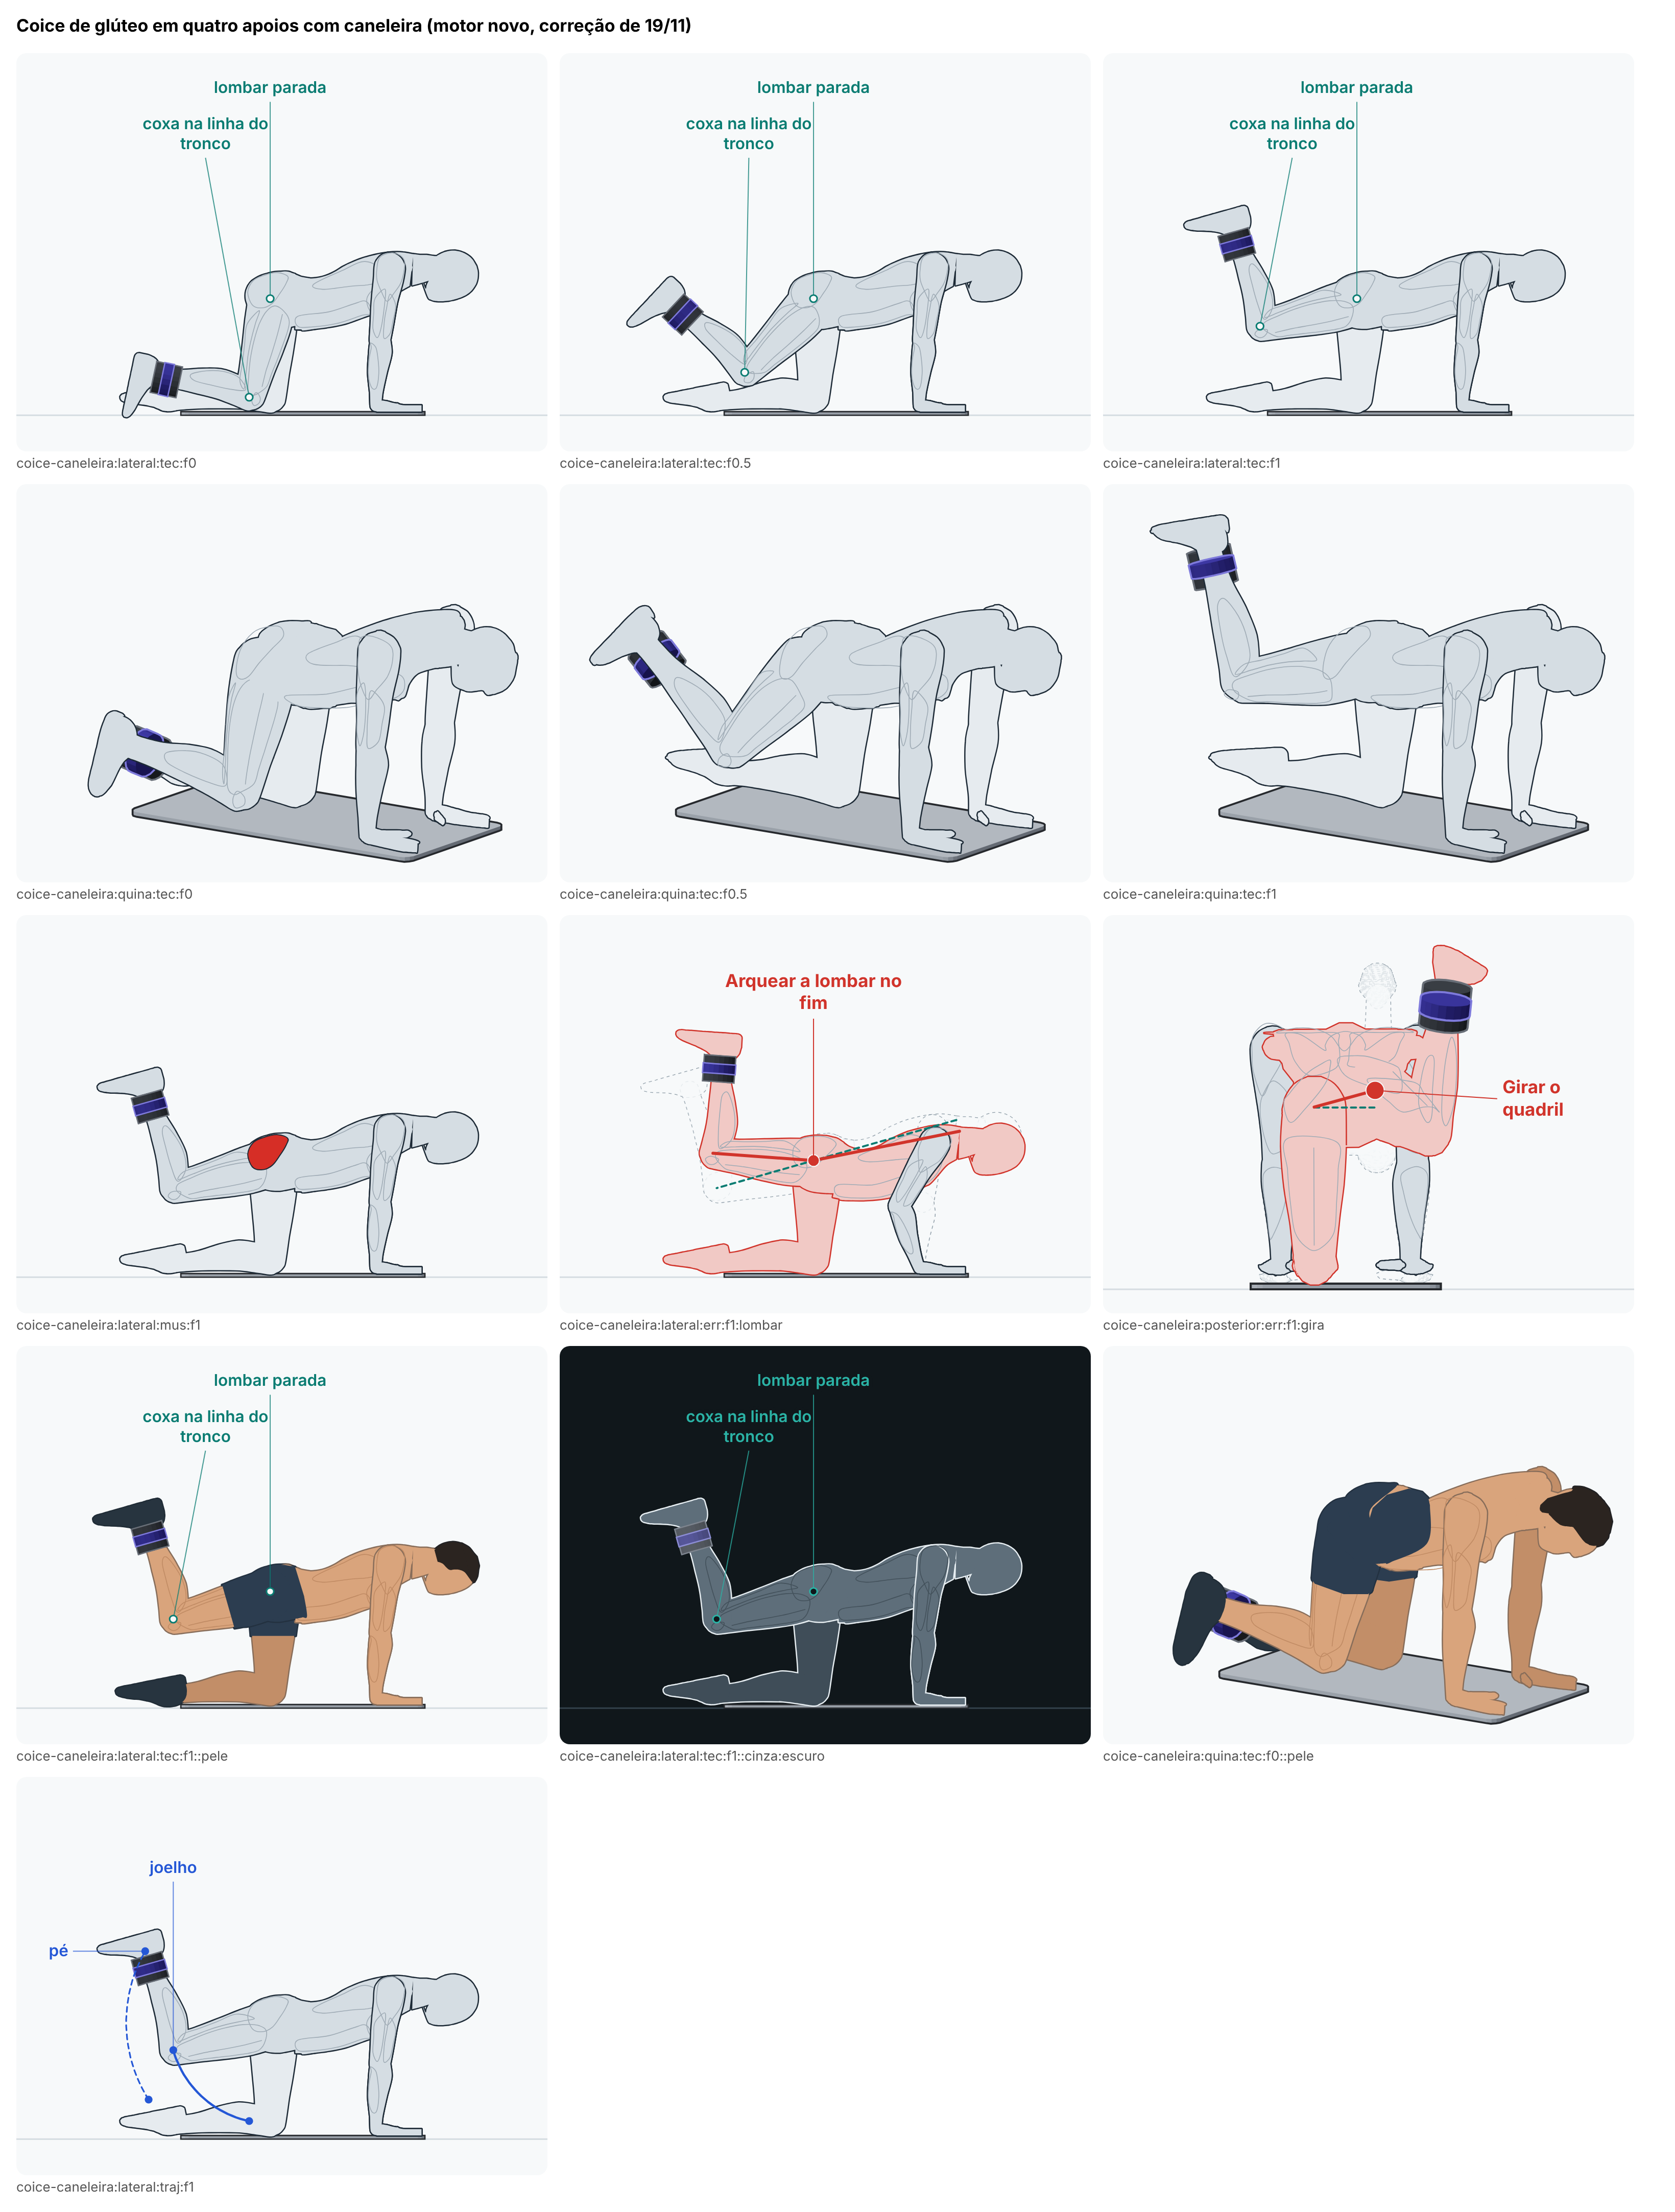 Coice de glúteo em quatro apoios com caneleira (motor novo, correção de 19/11)
lombar parada
coxa na linha do
tronco
coice-caneleira:lateral:tec:f0
lombar parada
coxa na linha do
tronco
coice-caneleira:lateral:tec:f0.5
lombar parada
coxa na linha do
tronco
coice-caneleira:lateral:tec:f1
coice-caneleira:quina:tec:f0
coice-caneleira:quina:tec:f0.5
coice-caneleira:quina:tec:f1
coice-caneleira:lateral:mus:f1
Arquear a lombar no
fim
coice-caneleira:lateral:err:f1:lombar
Girar o
quadril
coice-caneleira:posterior:err:f1:gira
lombar parada
coxa na linha do
tronco
coice-caneleira:lateral:tec:f1::pele
lombar parada
coxa na linha do
tronco
coice-caneleira:lateral:tec:f1::cinza:escuro
coice-caneleira:quina:tec:f0::pele
joelho
pé
coice-caneleira:lateral:traj:f1